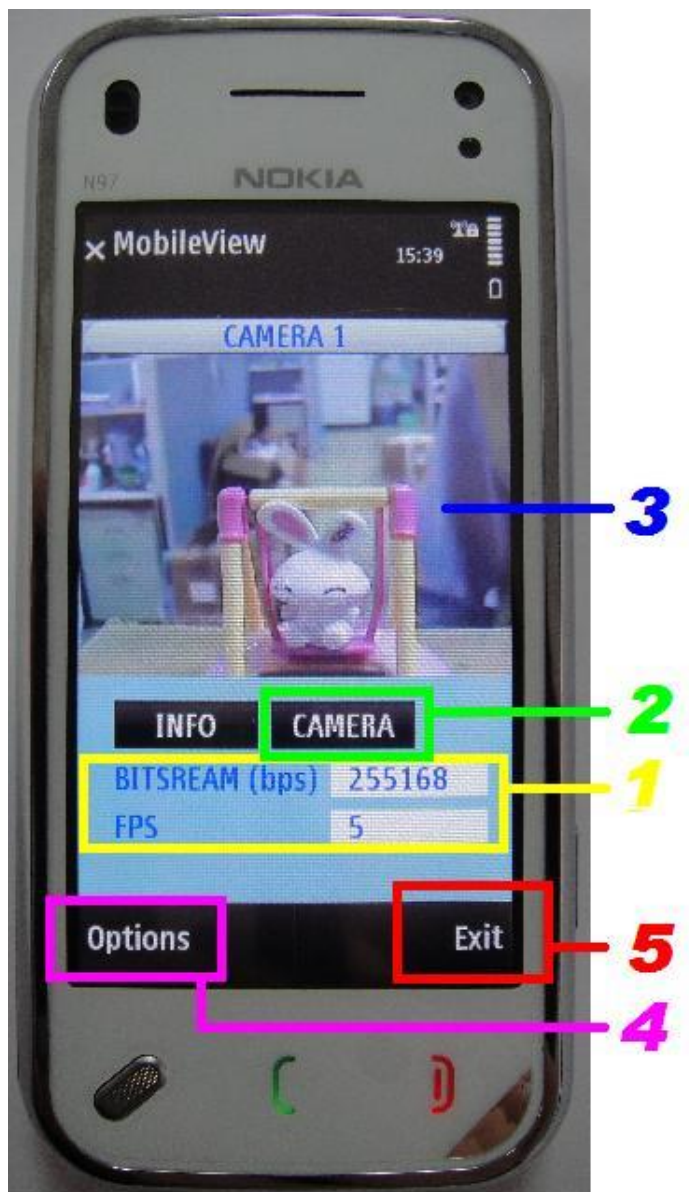 N97 NOKIA
× MobileView 15:39
CAMERA 1
3
INFO CAMERA 2
BITSREAM (bps) 255168 1
FPS 5
Options Exit 5
4